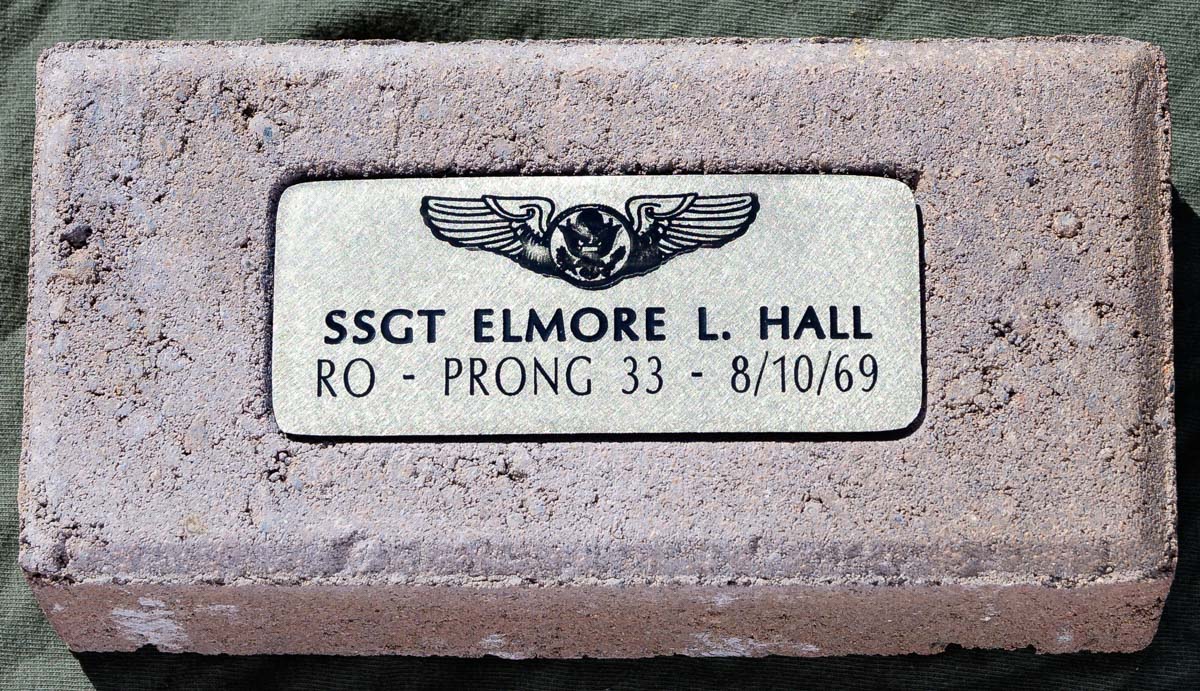 SSGT ELMORE L. HALL
RO - PRONG 33 - 8/10/69